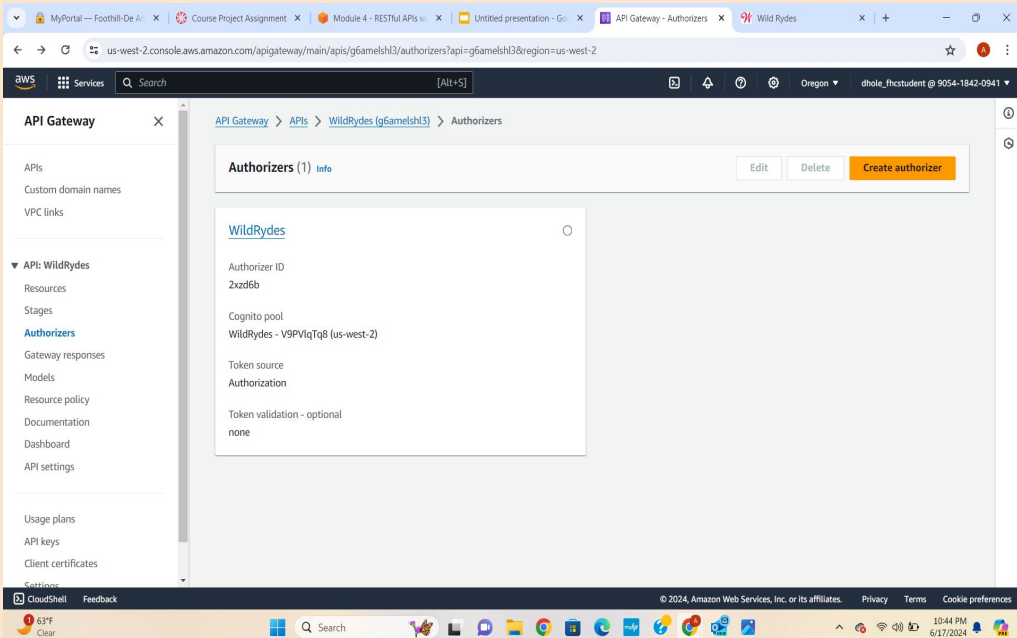 MyPortal — Foothill-De An
Course Project Assignment
Module 4 - RESTful APIs w
Untitled presentation - Go
API Gateway - Authorizers
Wild Rydes
us-west-2.console.aws.amazon.com/apigateway/main/apis/g6amelshl3/authorizers?api=g6amelshl3&region=us-west-2
A
aws
Services
Search
[Alt+S]
Oregon
dhole_fhcstudent @ 9054-1842-0941
API Gateway
API Gateway > APIs > WildRydes (g6amelshl3) > Authorizers
APIs
Custom domain names
VPC links
API: WildRydes
Resources
Stages
Authorizers
Gateway responses
Models
Resource policy
Documentation
Dashboard
API settings
Usage plans
API keys
Client certificates
Settings
Authorizers (1) Info
Edit
Delete
Create authorizer
WildRydes
Authorizer ID
2xzd6b
Cognito pool
WildRydes - V9PVlqTq8 (us-west-2)
Token source
Authorization
Token validation - optional
none
CloudShell
Feedback
© 2024, Amazon Web Services, Inc. or its affiliates.
Privacy
Terms
Cookie preferences
1
63°F
Clear
Search
10:44 PM
6/17/2024